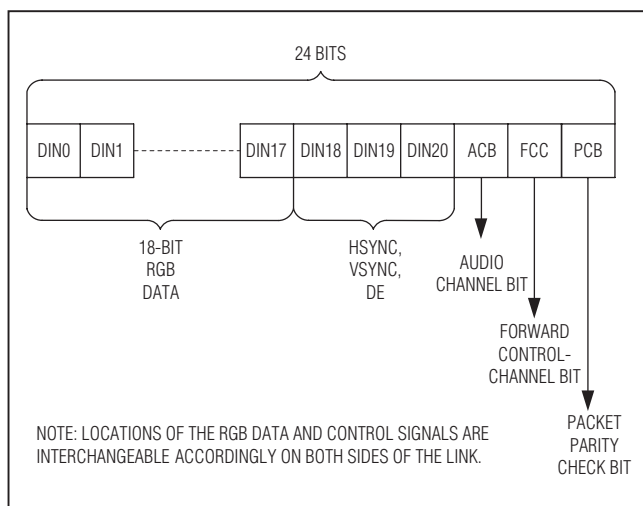 24 BITS
DIN0 DIN1 DIN17 DIN18 DIN19 DIN20 ACB FCC PCB
18-BIT
RGB
DATA
HSYNC,
VSYNC,
DE
AUDIO
CHANNEL BIT
FORWARD
CONTROL-
CHANNEL BIT
PACKET
PARITY
CHECK BIT
NOTE: LOCATIONS OF THE RGB DATA AND CONTROL SIGNALS ARE
INTERCHANGEABLE ACCORDINGLY ON BOTH SIDES OF THE LINK.